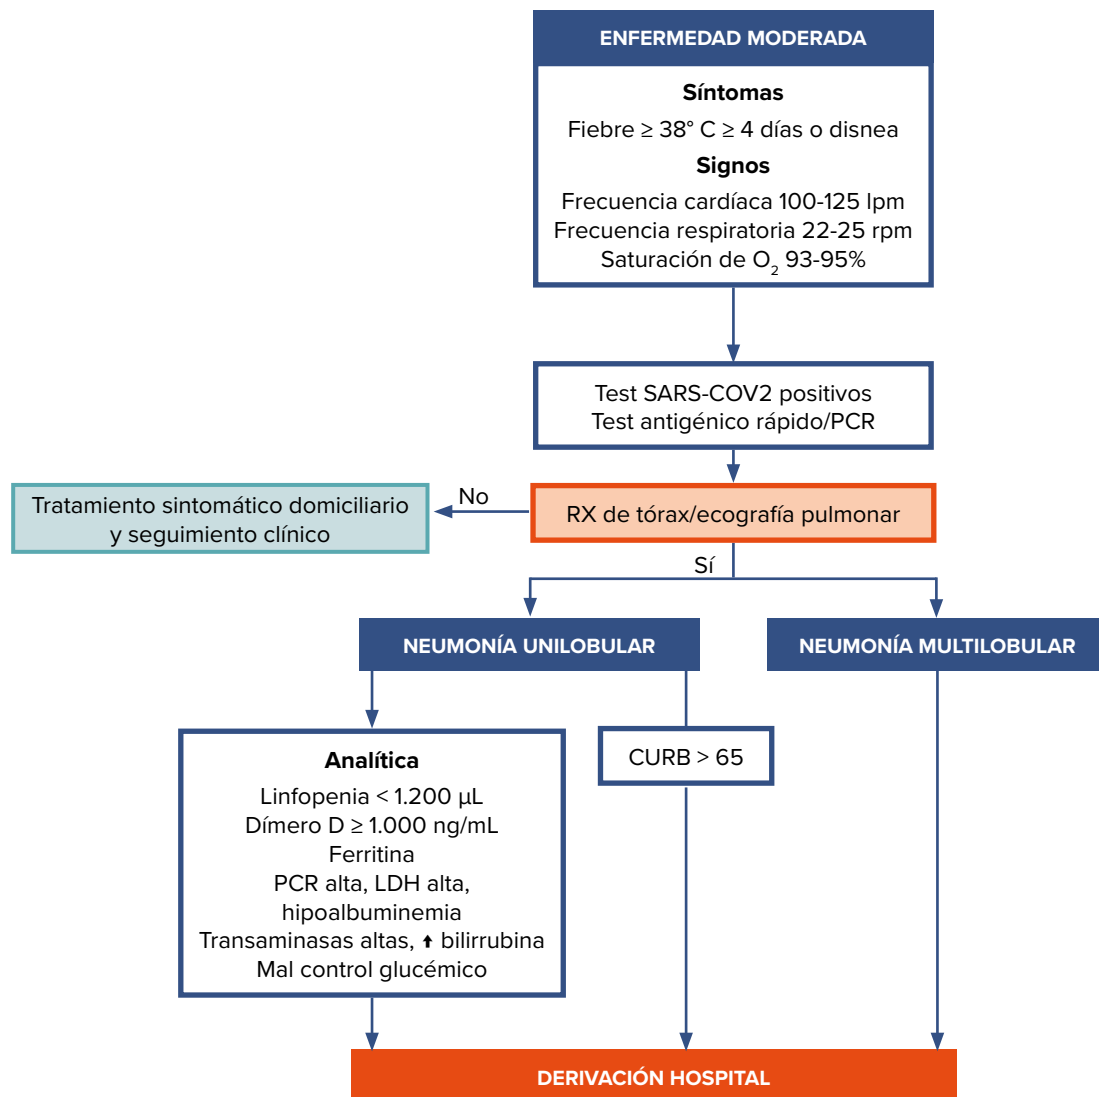 ENFERMEDAD MODERADA
Síntomas
Fiebre ≥ 38° C ≥ 4 días o disnea
Signos
Frecuencia cardíaca 100-125 lpm
Frecuencia respiratoria 22-25 rpm
Saturación de O₂ 93-95%
Test SARS-COV2 positivos
Test antigénico rápido/PCR
No
Tratamiento sintomático domiciliario
y seguimiento clínico
RX de tórax/ecografía pulmonar
Sí
NEUMONÍA UNILOBULAR
NEUMONÍA MULTILOBULAR
Analítica
Linfopenia < 1.200 μL
Dímero D ≥ 1.000 ng/mL
Ferritina
PCR alta, LDH alta,
hipoalbuminemia
Transaminasas altas, ⬆ bilirrubina
Mal control glucémico
CURB > 65
DERIVACIÓN HOSPITAL